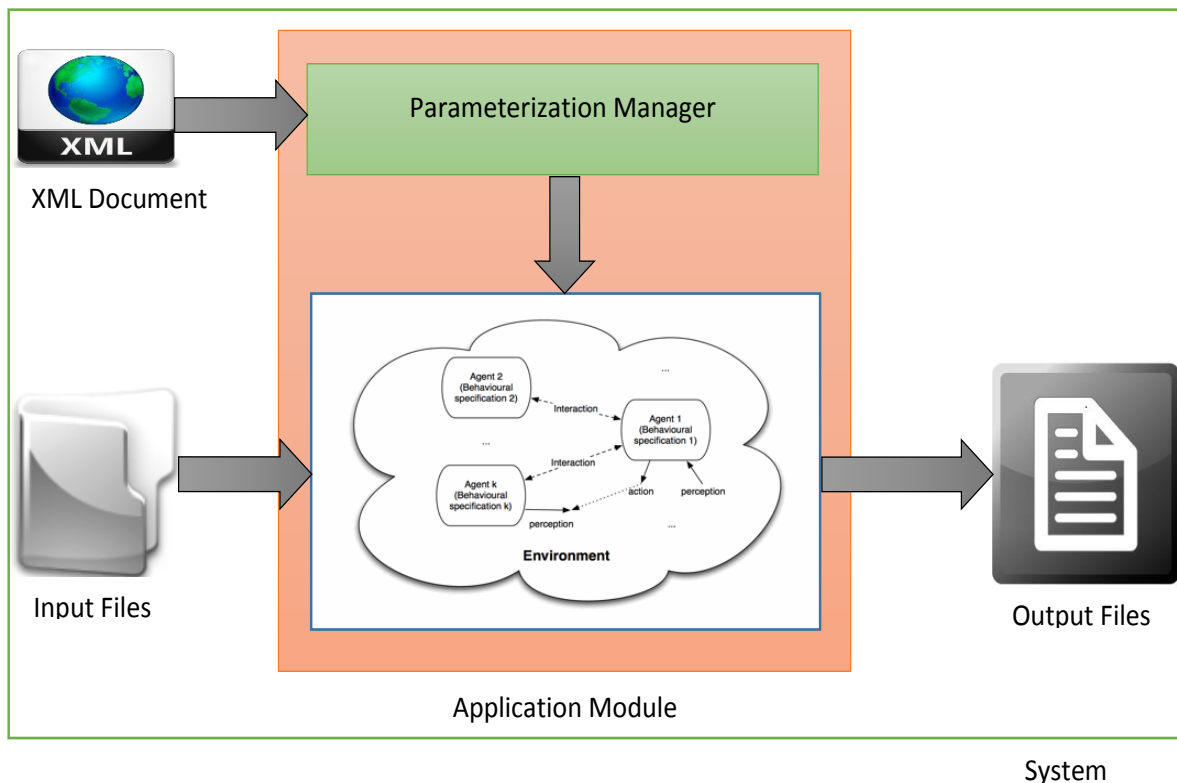 Parameterization Manager
XML
XML Document
Agent 2
(Behavioural
specification 2)
...
Interaction
Agent 1
(Behavioural
specification 1)
...
Interaction
Agent k
(Behavioural
specification k)
action
perception
perception
...
Environment
Input Files
Output Files
Application Module
System